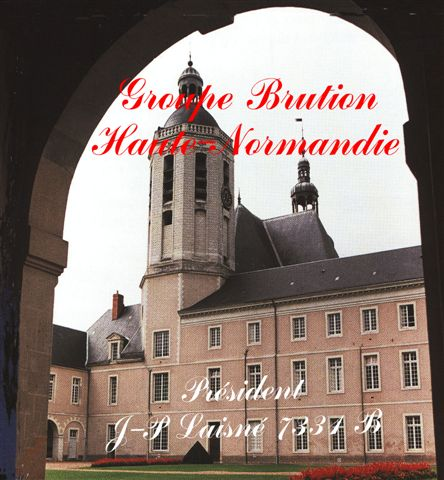 Groupe Brution
Haute-Normandie
Président
J-P Laisné 7331 B